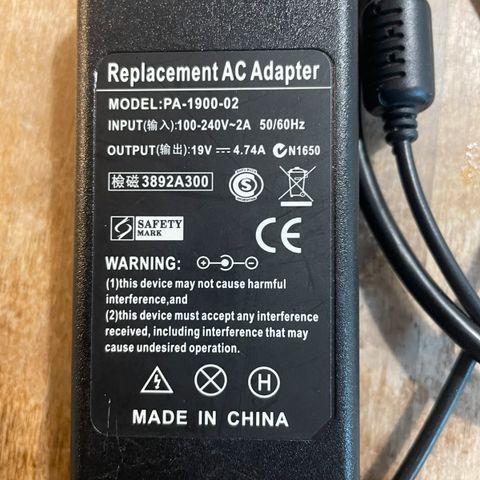 Replacement AC Adapter
MODEL:PA-1900-02
INPUT(输入):100-240V~2A 50/60Hz
OUTPUT(输出):19V ⎓ 4.74A N1650
檢磁 3892A300
S
SAFETY
MARK
CE
WARNING:
(1)this device may not cause harmful
interference,and
(2)this device must accept any interference
received, including interference that may
cause undesired operation.
H
MADE IN CHINA